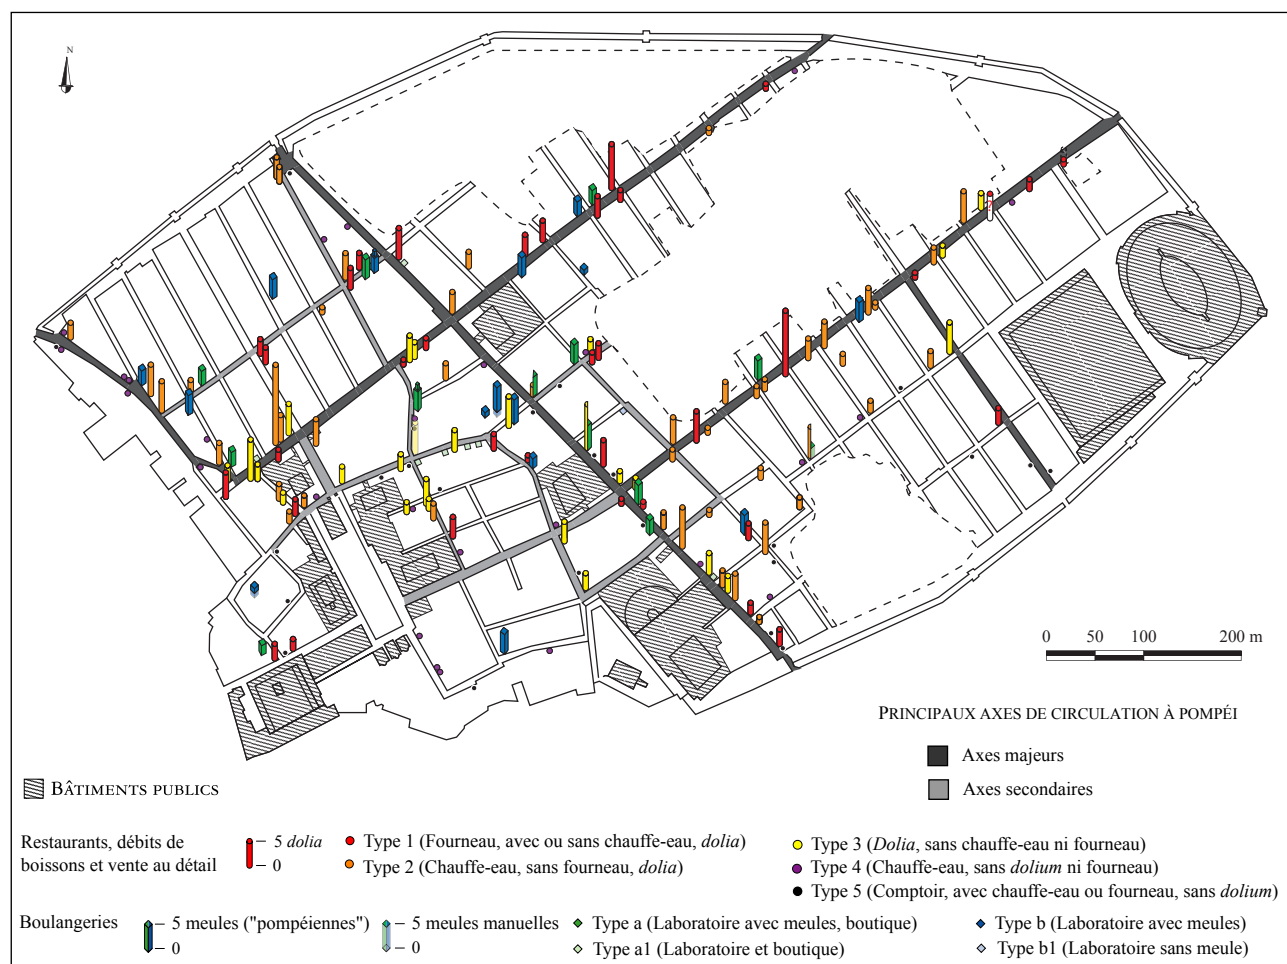 N
?
0 50 100 200 m
PRINCIPAUX AXES DE CIRCULATION À POMPÉI
Axes majeurs
Axes secondaires
BÂTIMENTS PUBLICS
Restaurants, débits de
boissons et vente au détail
5 dolia
0
Type 1 (Fourneau, avec ou sans chauffe-eau, dolia)
Type 2 (Chauffe-eau, sans fourneau, dolia)
Type 3 (Dolia, sans chauffe-eau ni fourneau)
Type 4 (Chauffe-eau, sans dolium ni fourneau)
Type 5 (Comptoir, avec chauffe-eau ou fourneau, sans dolium)
Boulangeries
5 meules ("pompéiennes")
0
5 meules manuelles
0
Type a (Laboratoire avec meules, boutique)
Type a1 (Laboratoire et boutique)
Type b (Laboratoire avec meules)
Type b1 (Laboratoire sans meule)